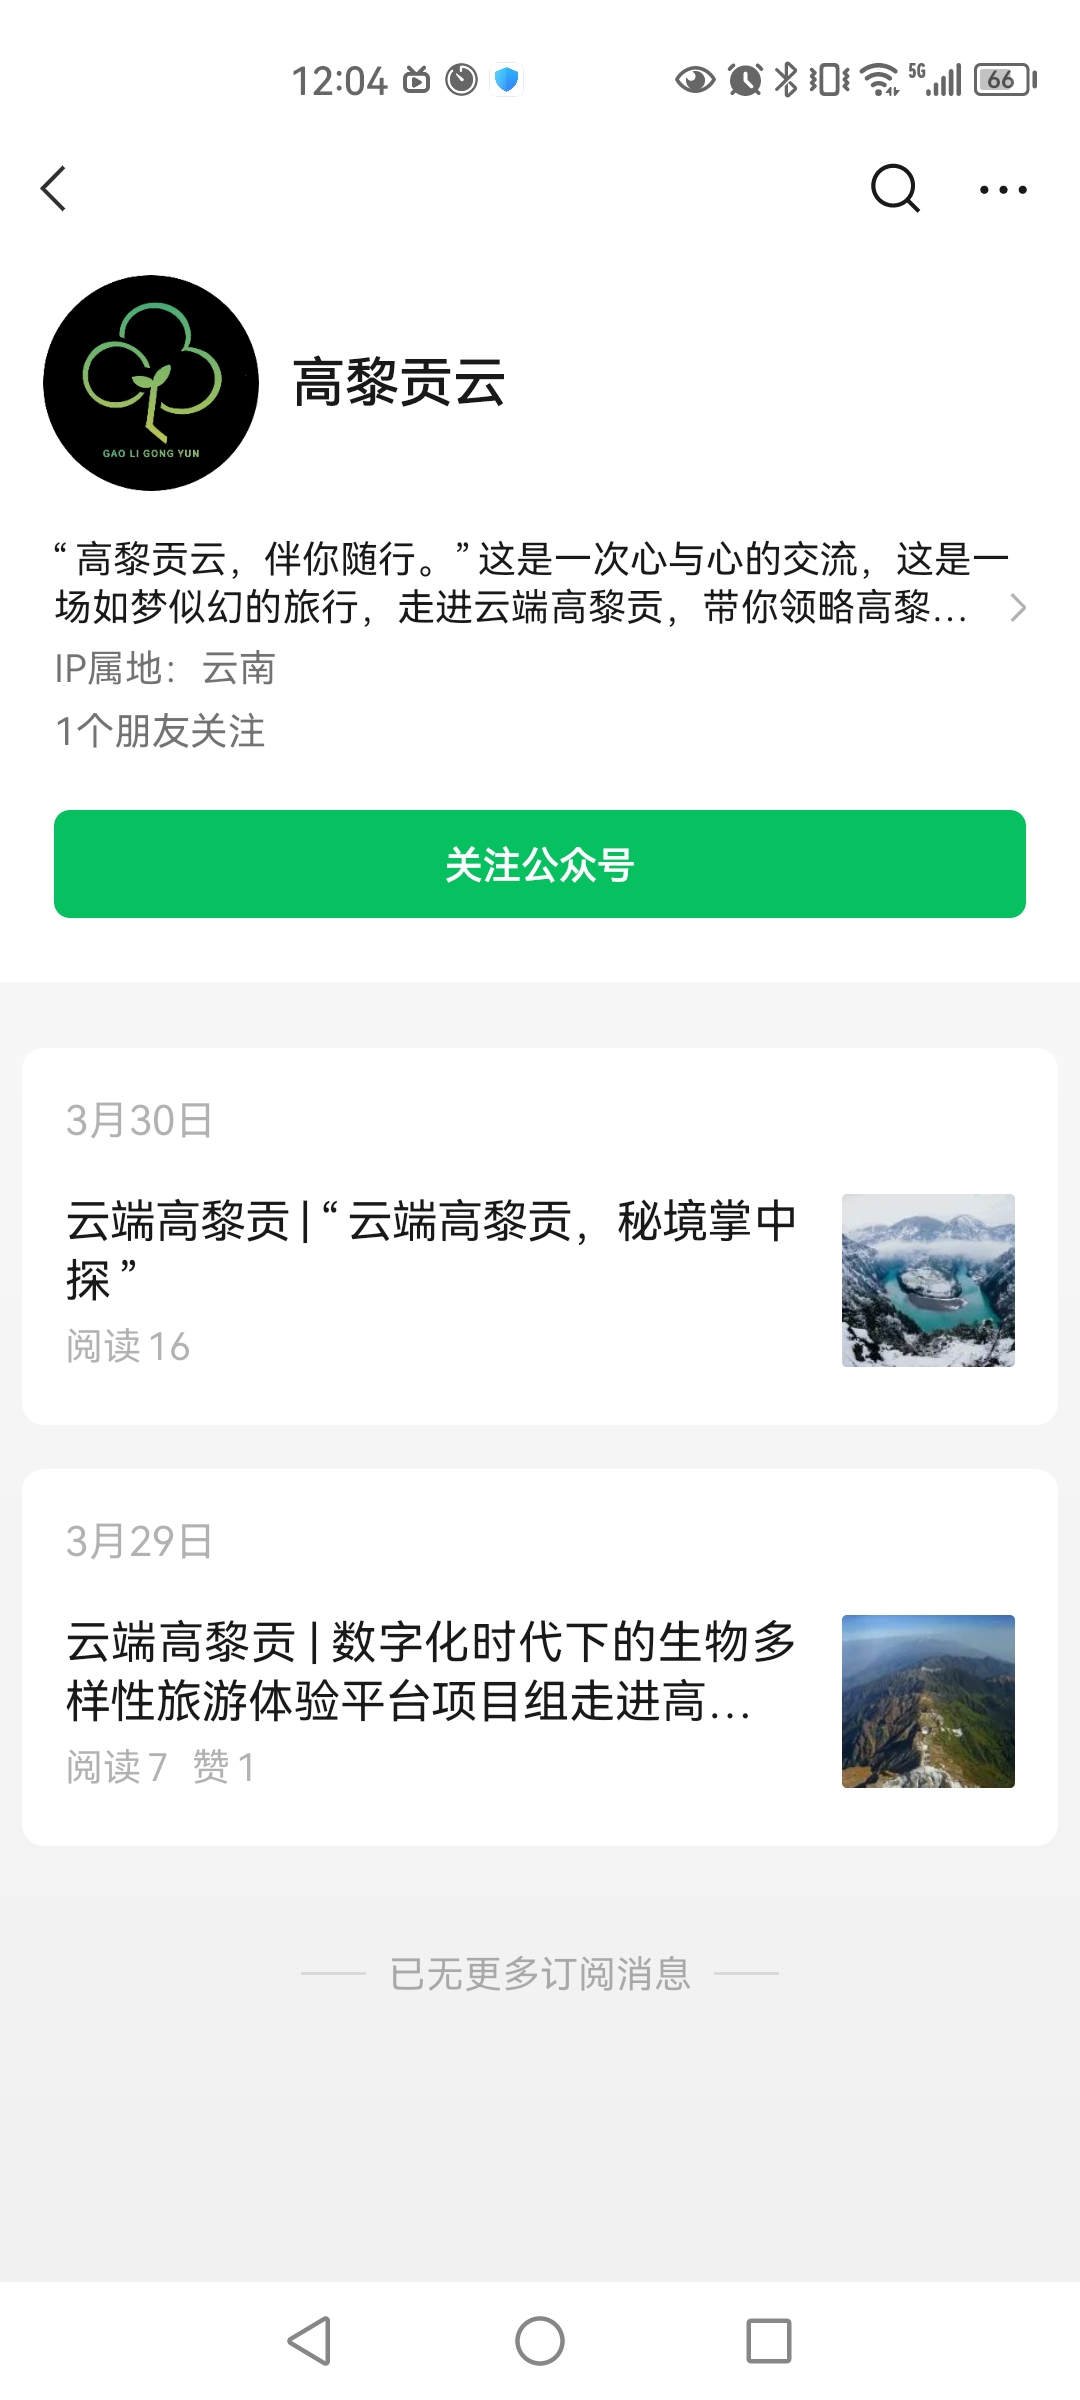 12:04
5G
66
GAO LI GONG YUN
高黎贡云
“高黎贡云，伴你随行。”这是一次心与心的交流，这是一
场如梦似幻的旅行，走进云端高黎贡，带你领略高黎...
IP属地：云南
1个朋友关注
关注公众号
3月30日
云端高黎贡 | “云端高黎贡，秘境掌中
探”
阅读 16
3月29日
云端高黎贡 | 数字化时代下的生物多
样性旅游体验平台项目组走进高...
阅读 7 赞 1
已无更多订阅消息